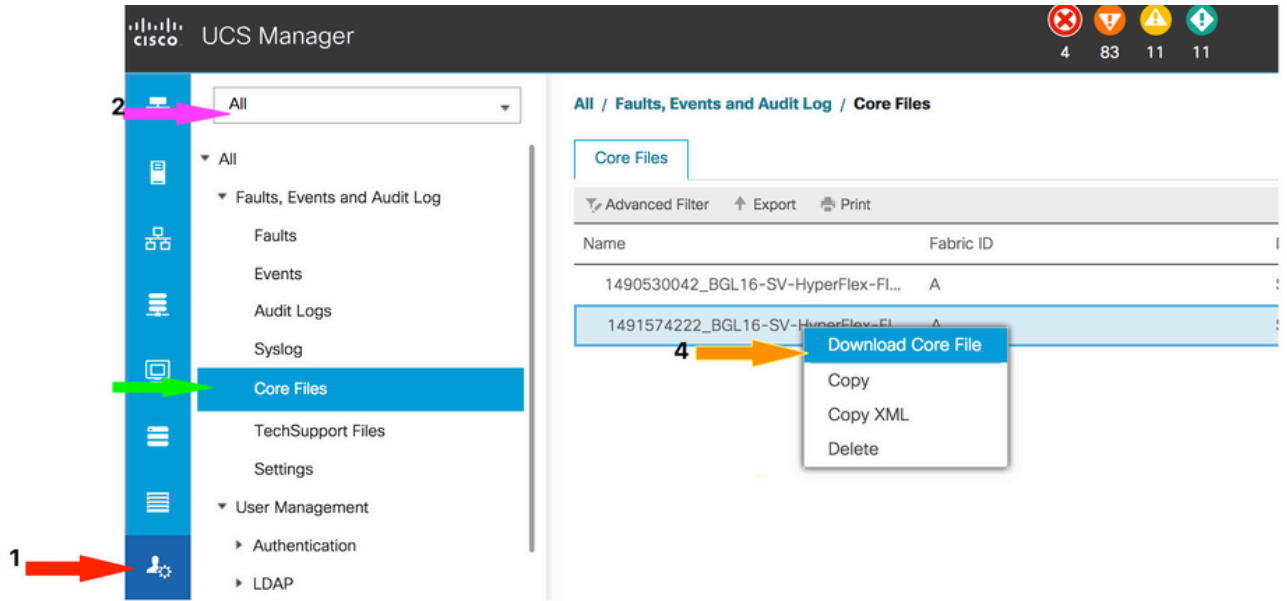 CISCO
UCS Manager
4 83 11 11
2
All
All / Faults, Events and Audit Log / Core Files
All
Core Files
Faults, Events and Audit Log
Advanced Filter Export Print
Faults
Name Fabric ID
Events
1490530042_BGL16-SV-HyperFlex-FI... A
Audit Logs
1491574222_BGL16-SV-HyperFlex-FI... A
Syslog
4
Download Core File
Core Files
Copy
Copy XML
TechSupport Files
Delete
Settings
User Management
Authentication
1
LDAP